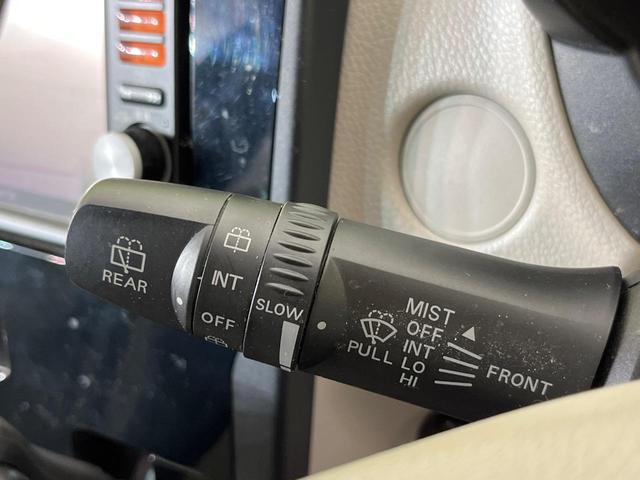 REAR
INT
OFF
SLOW
MIST
OFF
INT
LO
HI
PULL
FRONT